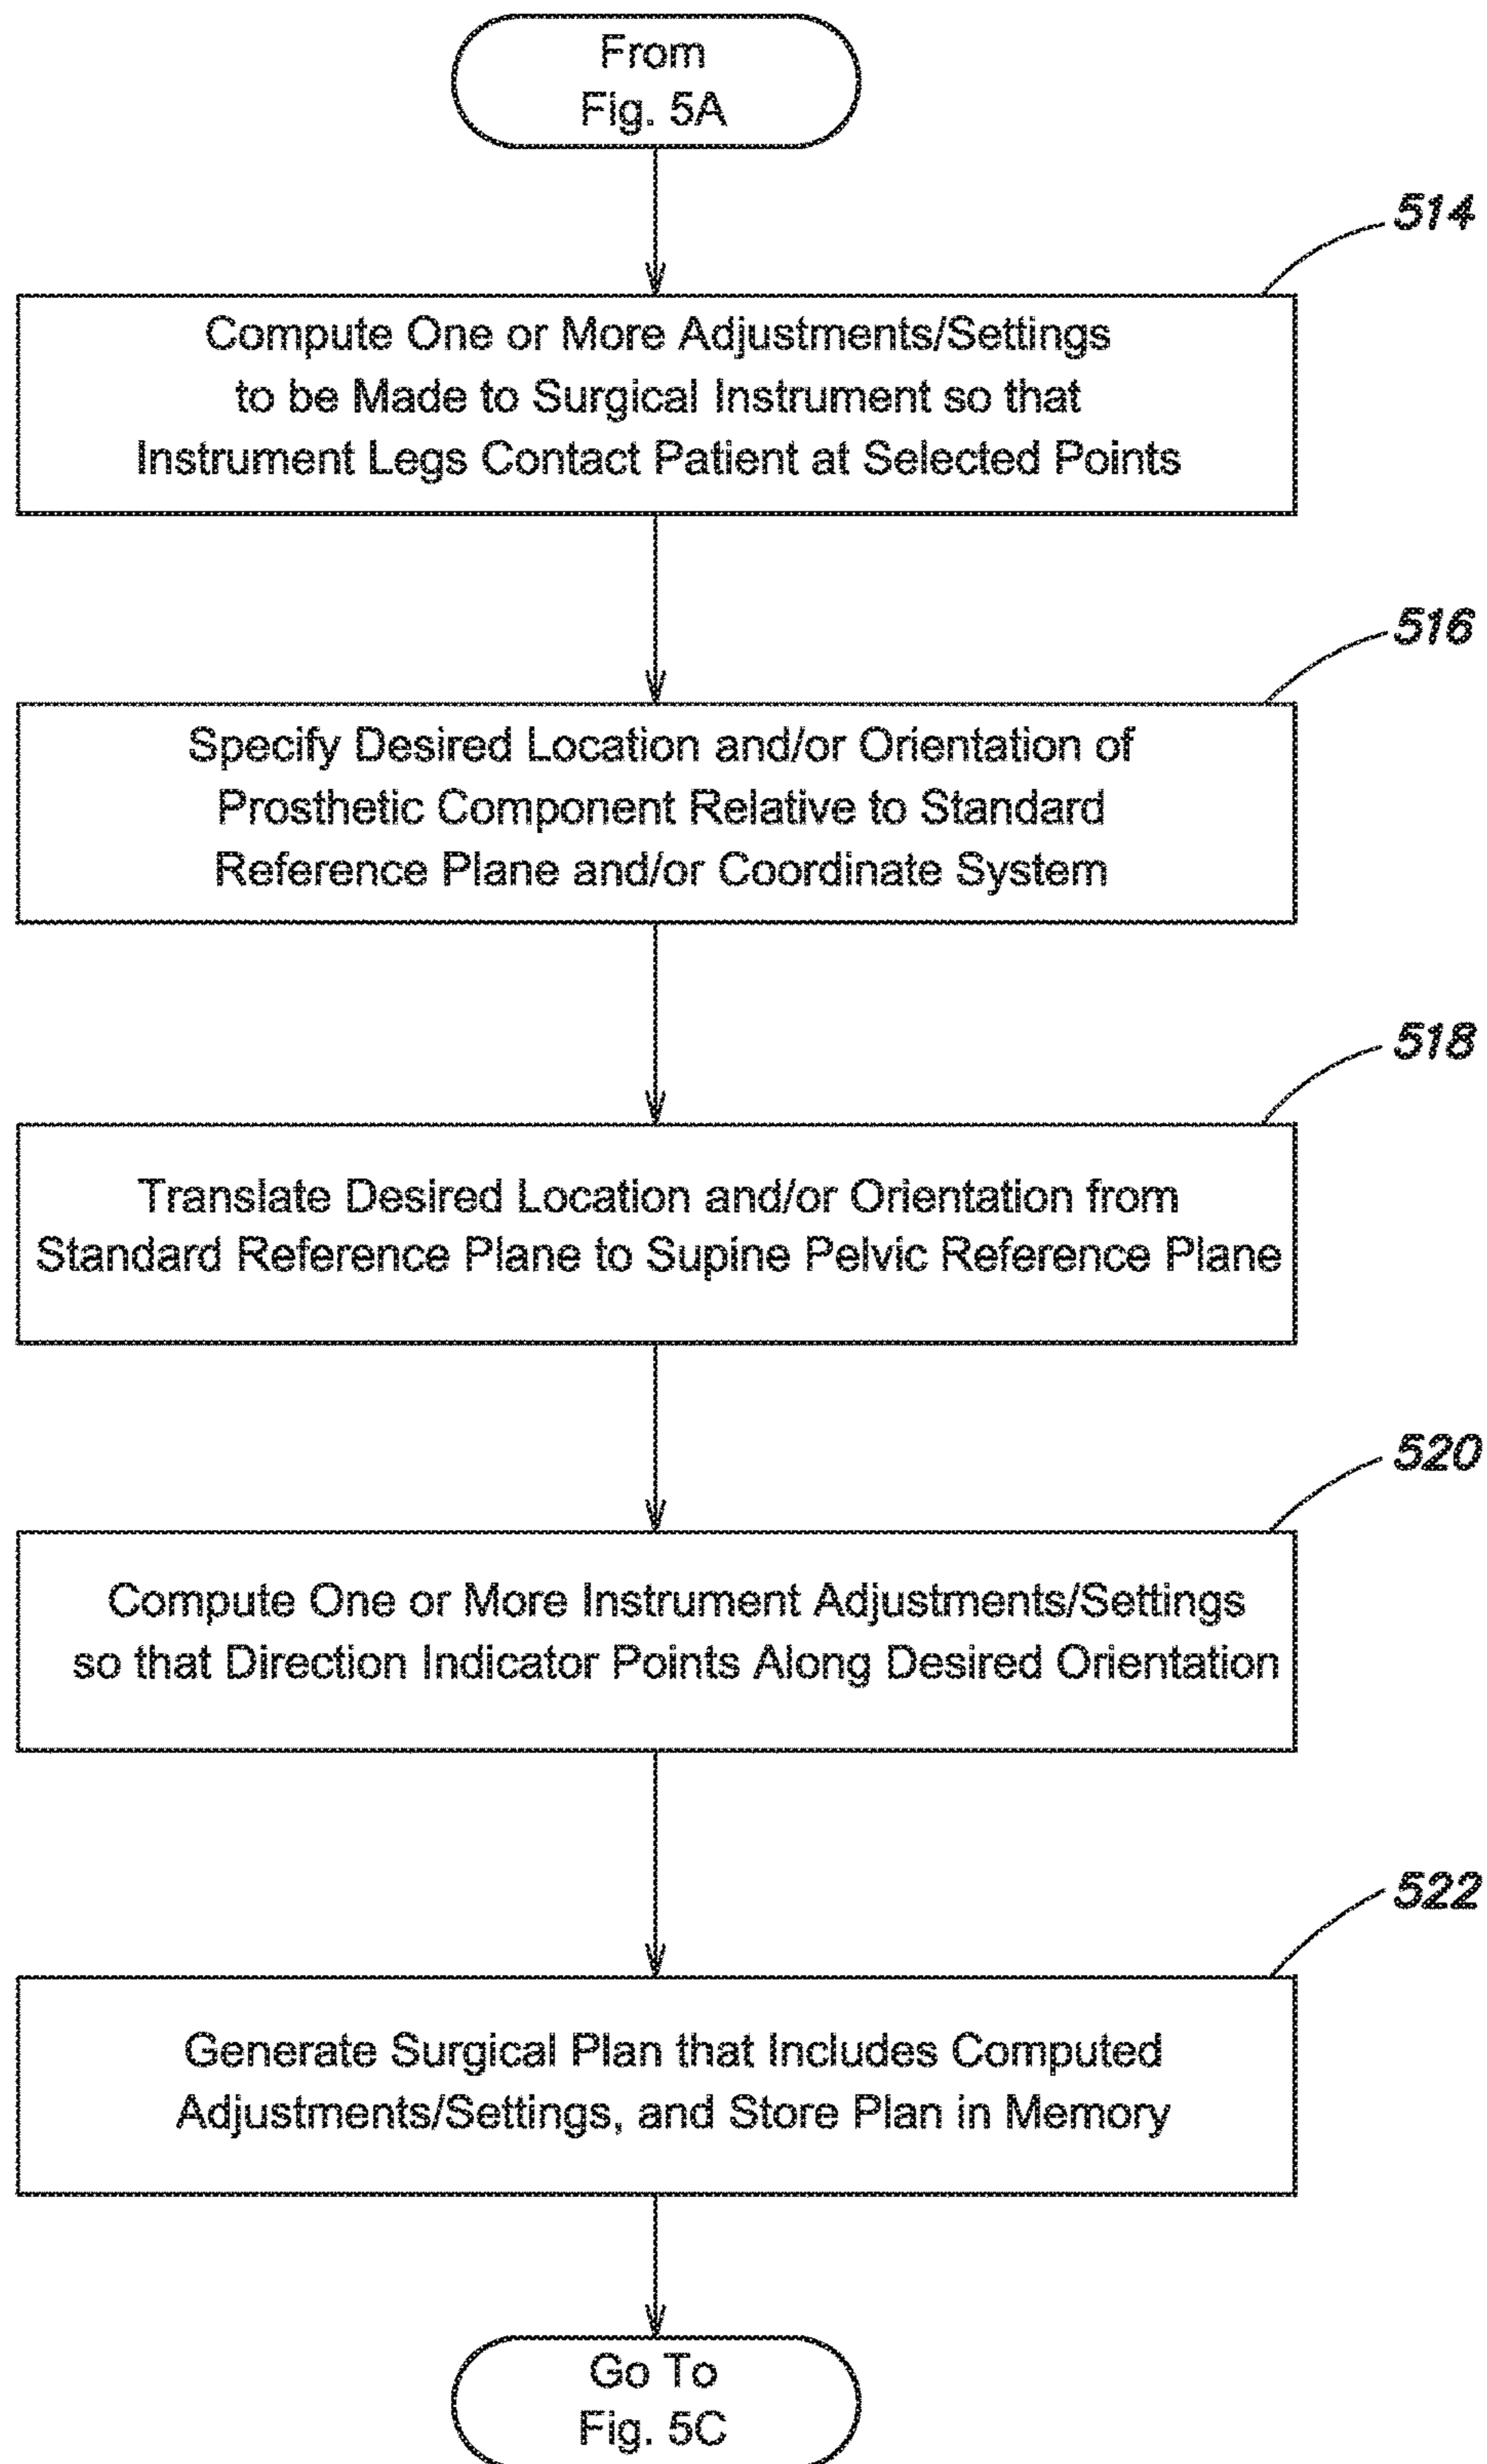 From
Fig. 5A
514
Compute One or More Adjustments/Settings
to be Made to Surgical Instrument so that
Instrument Legs Contact Patient at Selected Points
516
Specify Desired Location and/or Orientation of
Prosthetic Component Relative to Standard
Reference Plane and/or Coordinate System
518
Translate Desired Location and/or Orientation from
Standard Reference Plane to Supine Pelvic Reference Plane
520
Compute One or More Instrument Adjustments/Settings
so that Direction Indicator Points Along Desired Orientation
522
Generate Surgical Plan that Includes Computed
Adjustments/Settings, and Store Plan in Memory
Go To
Fig. 5C